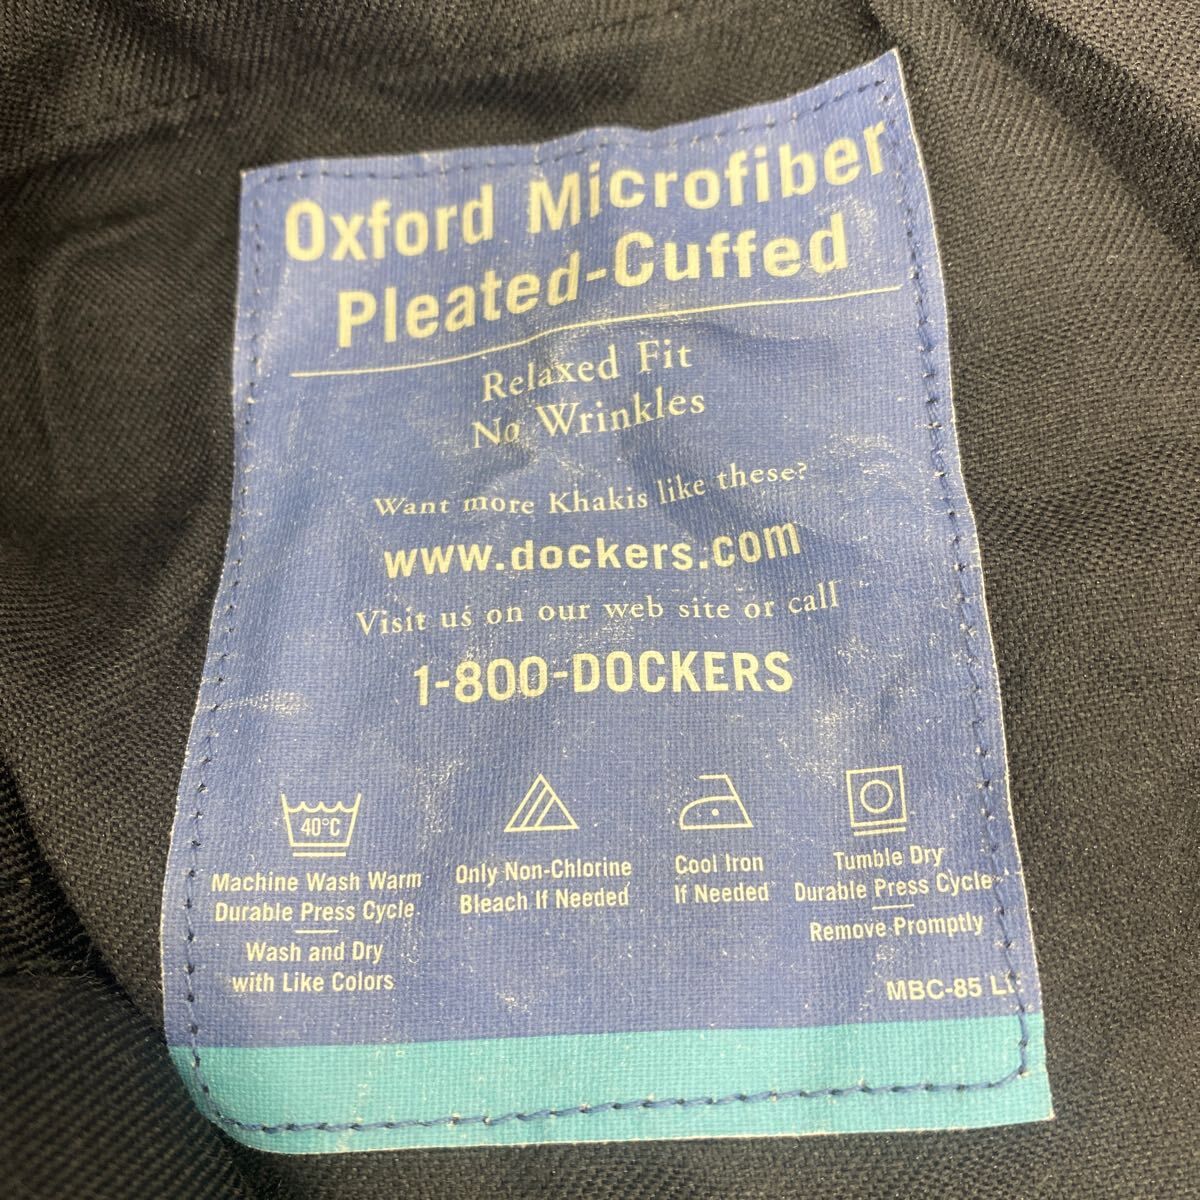 Oxford Microfiber
Pleated-Cuffed
Relaxed Fit
No Wrinkles
Want more Khakis like these?
www.dockers.com
Visit us on our web site or call
1-800-DOCKERS
40°C
Machine Wash Warm
Durable Press Cycle
Wash and Dry
with Like Colors
Only Non-Chlorine
Bleach If Needed
Cool Iron
If Needed
Tumble Dry
Durable Press Cycle
Remove Promptly
MBC-85